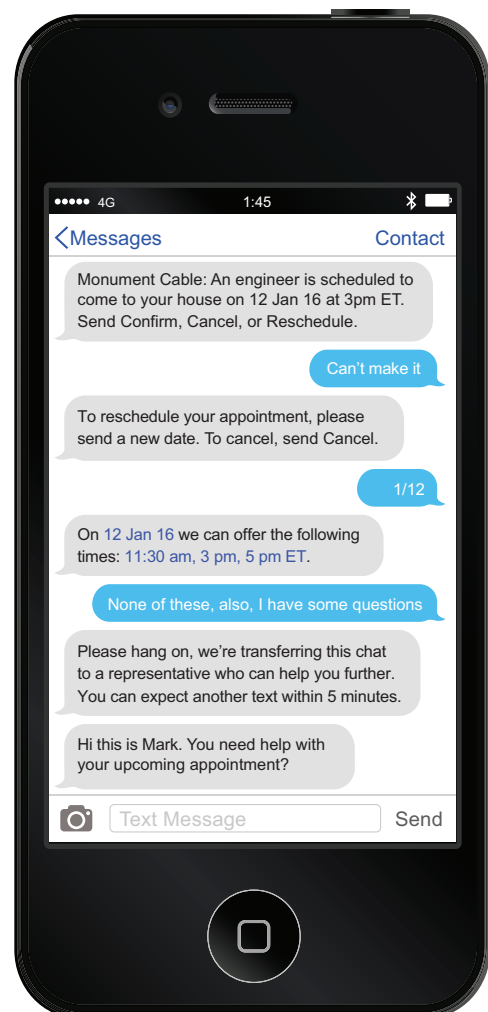 4G 1:45
Messages Contact
Monument Cable: An engineer is scheduled to
come to your house on 12 Jan 16 at 3pm ET.
Send Confirm, Cancel, or Reschedule.
Can't make it
To reschedule your appointment, please
send a new date. To cancel, send Cancel.
1/12
On 12 Jan 16 we can offer the following
times: 11:30 am, 3 pm, 5 pm ET.
None of these, also, I have some questions
Please hang on, we're transferring this chat
to a representative who can help you further.
You can expect another text within 5 minutes.
Hi this is Mark. You need help with
your upcoming appointment?
Text Message Send